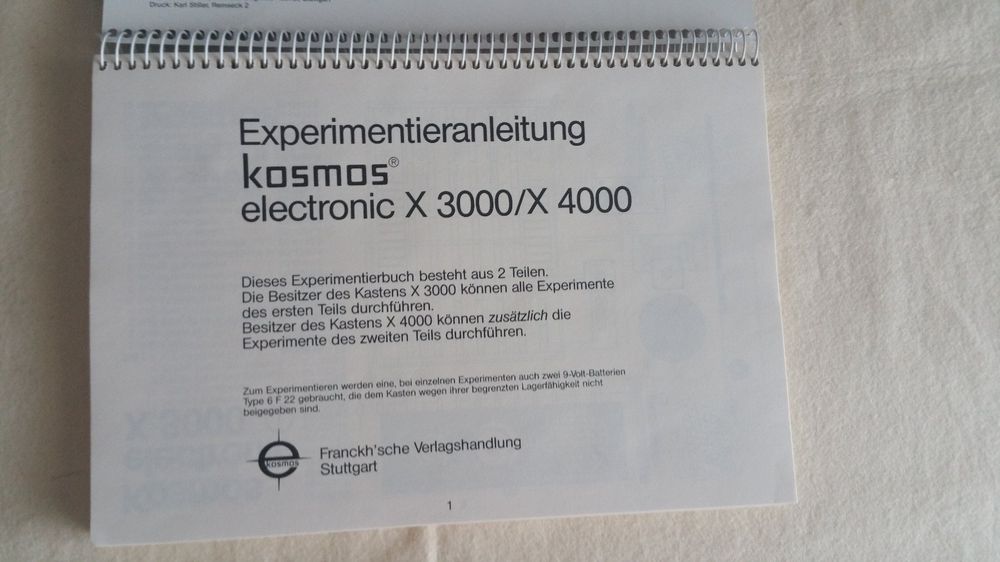 Druck: Karl Stiller, Remseck 2
Experimentieranleitung
kosmos®
electronic X 3000/X 4000
Dieses Experimentierbuch besteht aus 2 Teilen.
Die Besitzer des Kastens X 3000 können alle Experimente
des ersten Teils durchführen.
Besitzer des Kastens X 4000 können zusätzlich die
Experimente des zweiten Teils durchführen.
Zum Experimentieren werden eine, bei einzelnen Experimenten auch zwei 9-Volt-Batterien
Type 6 F 22 gebraucht, die dem Kasten wegen ihrer begrenzten Lagerfähigkeit nicht
beigegeben sind.
kosmos
Franckh'sche Verlagshandlung
Stuttgart
1